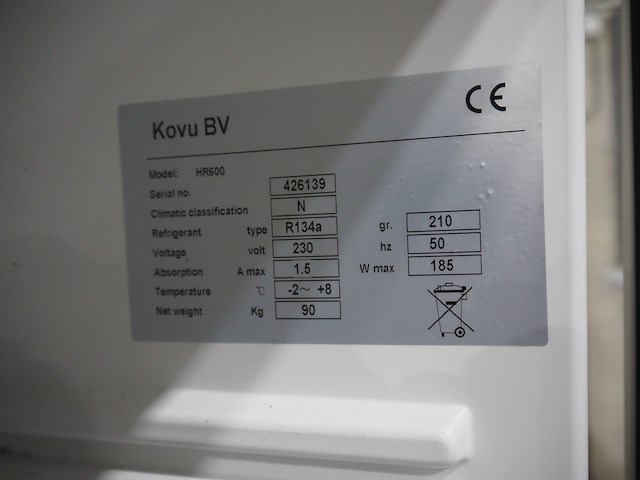 CE
Kovu BV
Model: HR600
Serial no. 426139
Climatic classification N
Refrigerant type R134a gr. 210
Voltage volt 230 hz 50
Absorption A max 1.5 W max 185
Temperature °C -2~ +8
Net weight Kg 90